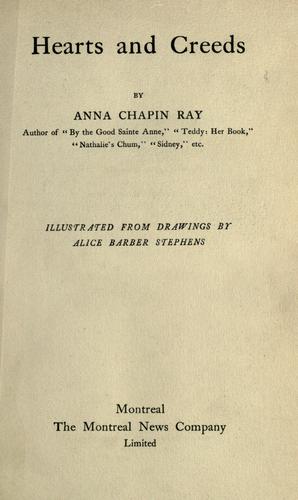 Hearts and Creeds
BY
ANNA CHAPIN RAY
Author of "By the Good Sainte Anne," "Teddy: Her Book,"
"Nathalie's Chum," "Sidney," etc.
ILLUSTRATED FROM DRAWINGS BY
ALICE BARBER STEPHENS
Montreal
The Montreal News Company
Limited